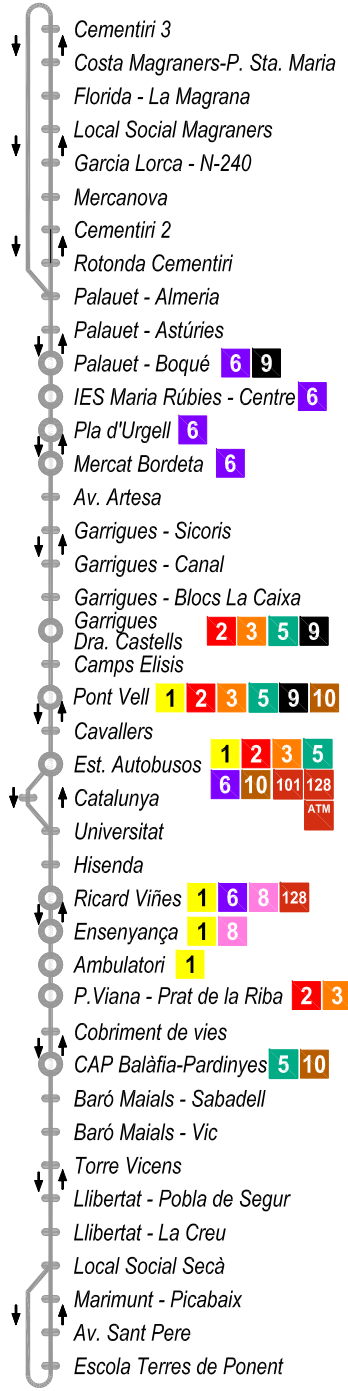 Cementiri 3
Costa Magraners-P. Sta. Maria
Florida - La Magrana
Local Social Magraners
Garcia Lorca - N-240
Mercanova
Cementiri 2
Rotonda Cementiri
Palauet - Almeria
Palauet - Astúries
Palauet - Boqué 6 9
IES Maria Rúbies - Centre 6
Pla d'Urgell 6
Mercat Bordeta 6
Av. Artesa
Garrigues - Sicoris
Garrigues - Canal
Garrigues - Blocs La Caixa
Garrigues
Dra. Castells 2 3 5 9
Camps Elisis
Pont Vell 1 2 3 5 9 10
Cavallers
Est. Autobusos 1 2 3 5
6 10 101 128
ATM
Catalunya
Universitat
Hisenda
Ricard Viñes 1 6 8 128
Ensenyança 1 8
Ambulatori 1
P.Viana - Prat de la Riba 2 3
Cobriment de vies
CAP Balàfia-Pardinyes 5 10
Baró Maials - Sabadell
Baró Maials - Vic
Torre Vicens
Llibertat - Pobla de Segur
Llibertat - La Creu
Local Social Secà
Marimunt - Picabaix
Av. Sant Pere
Escola Terres de Ponent